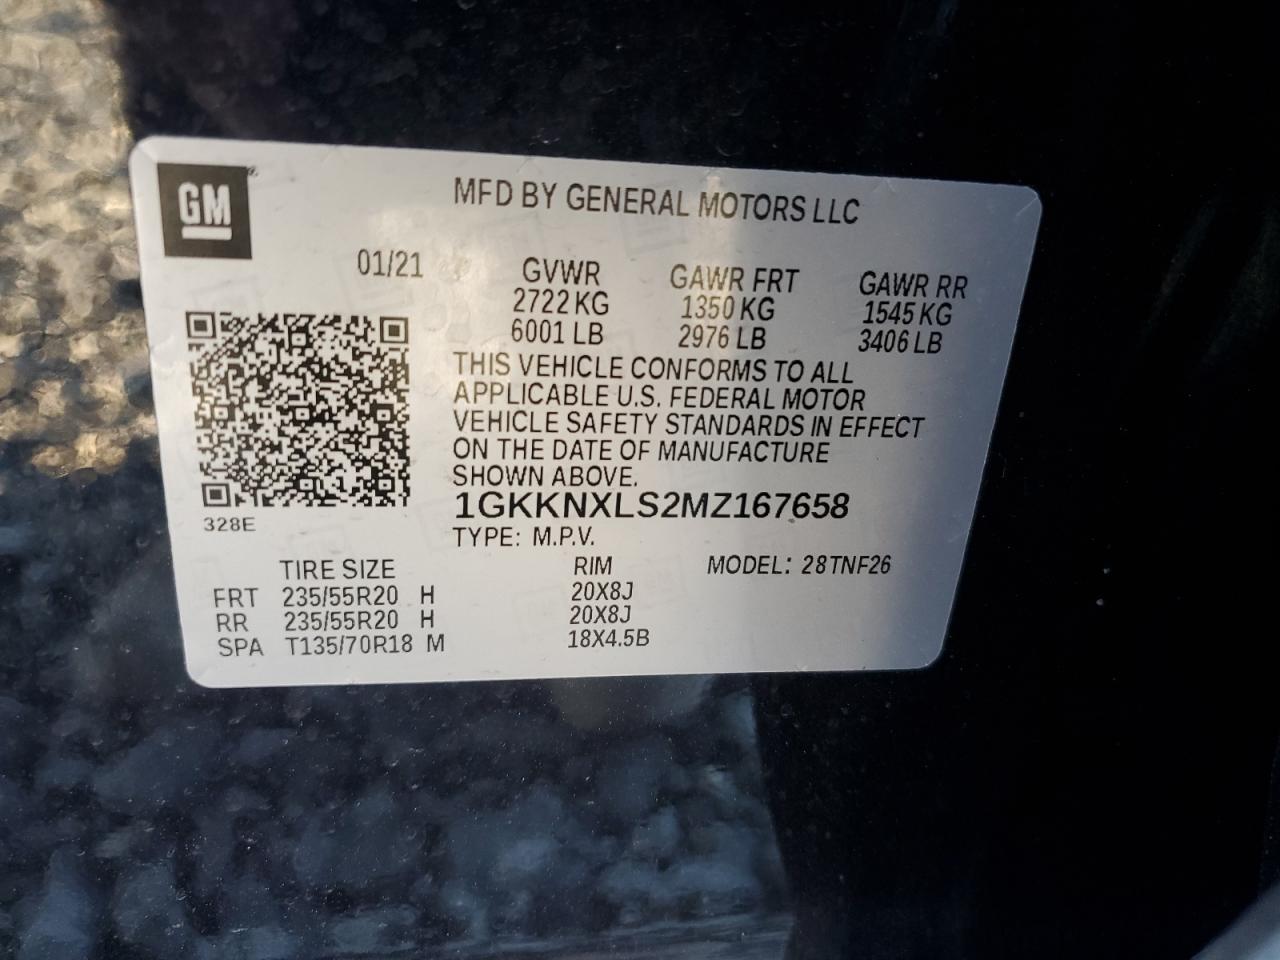 GM
MFD BY GENERAL MOTORS LLC
01/21 GVWR GAWR FRT GAWR RR
2722 KG 1350 KG 1545 KG
6001 LB 2976 LB 3406 LB
THIS VEHICLE CONFORMS TO ALL
APPLICABLE U.S. FEDERAL MOTOR
VEHICLE SAFETY STANDARDS IN EFFECT
ON THE DATE OF MANUFACTURE
SHOWN ABOVE.
1GKKNXLS2MZ167658
328E
TYPE: M.P.V.
TIRE SIZE RIM MODEL: 28TNF26
FRT 235/55R20 H 20X8J
RR 235/55R20 H 20X8J
SPA T135/70R18 M 18X4.5B